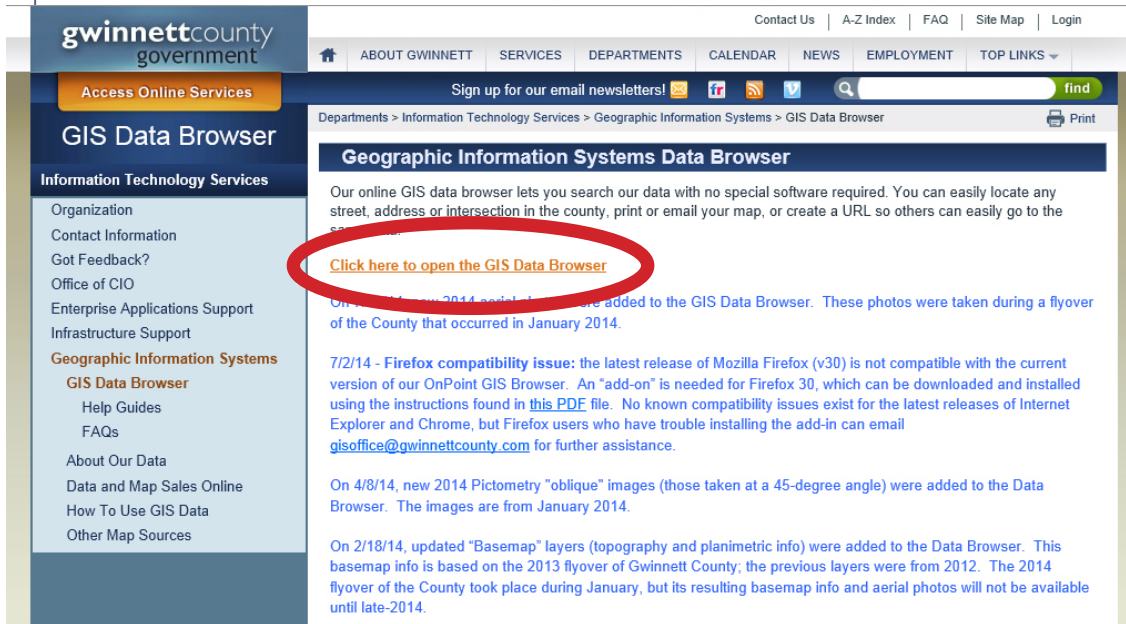 Contact Us | A-Z Index | FAQ | Site Map | Login
gwinnettcounty
government
ABOUT GWINNETT SERVICES DEPARTMENTS CALENDAR NEWS EMPLOYMENT TOP LINKS
Access Online Services
Sign up for our email newsletters!
find
GIS Data Browser
Information Technology Services
Organization
Contact Information
Got Feedback?
Office of CIO
Enterprise Applications Support
Infrastructure Support
Geographic Information Systems
GIS Data Browser
Help Guides
FAQs
About Our Data
Data and Map Sales Online
How To Use GIS Data
Other Map Sources
Departments > Information Technology Services > Geographic Information Systems > GIS Data Browser
Print
Geographic Information Systems Data Browser
Our online GIS data browser lets you search our data with no special software required. You can easily locate any
street, address or intersection in the county, print or email your map, or create a URL so others can easily go to the
Click here to open the GIS Data Browser
On new 2014 aerial were added to the GIS Data Browser. These photos were taken during a flyover
of the County that occurred in January 2014.
7/2/14 - Firefox compatibility issue: the latest release of Mozilla Firefox (v30) is not compatible with the current
version of our OnPoint GIS Browser. An “add-on” is needed for Firefox 30, which can be downloaded and installed
using the instructions found in this PDF file. No known compatibility issues exist for the latest releases of Internet
Explorer and Chrome, but Firefox users who have trouble installing the add-in can email
gisoffice@gwinnettcounty.com for further assistance.
On 4/8/14, new 2014 Pictometry "oblique" images (those taken at a 45-degree angle) were added to the Data
Browser. The images are from January 2014.
On 2/18/14, updated “Basemap” layers (topography and planimetric info) were added to the Data Browser. This
basemap info is based on the 2013 flyover of Gwinnett County; the previous layers were from 2012. The 2014
flyover of the County took place during January, but its resulting basemap info and aerial photos will not be available
until late-2014.